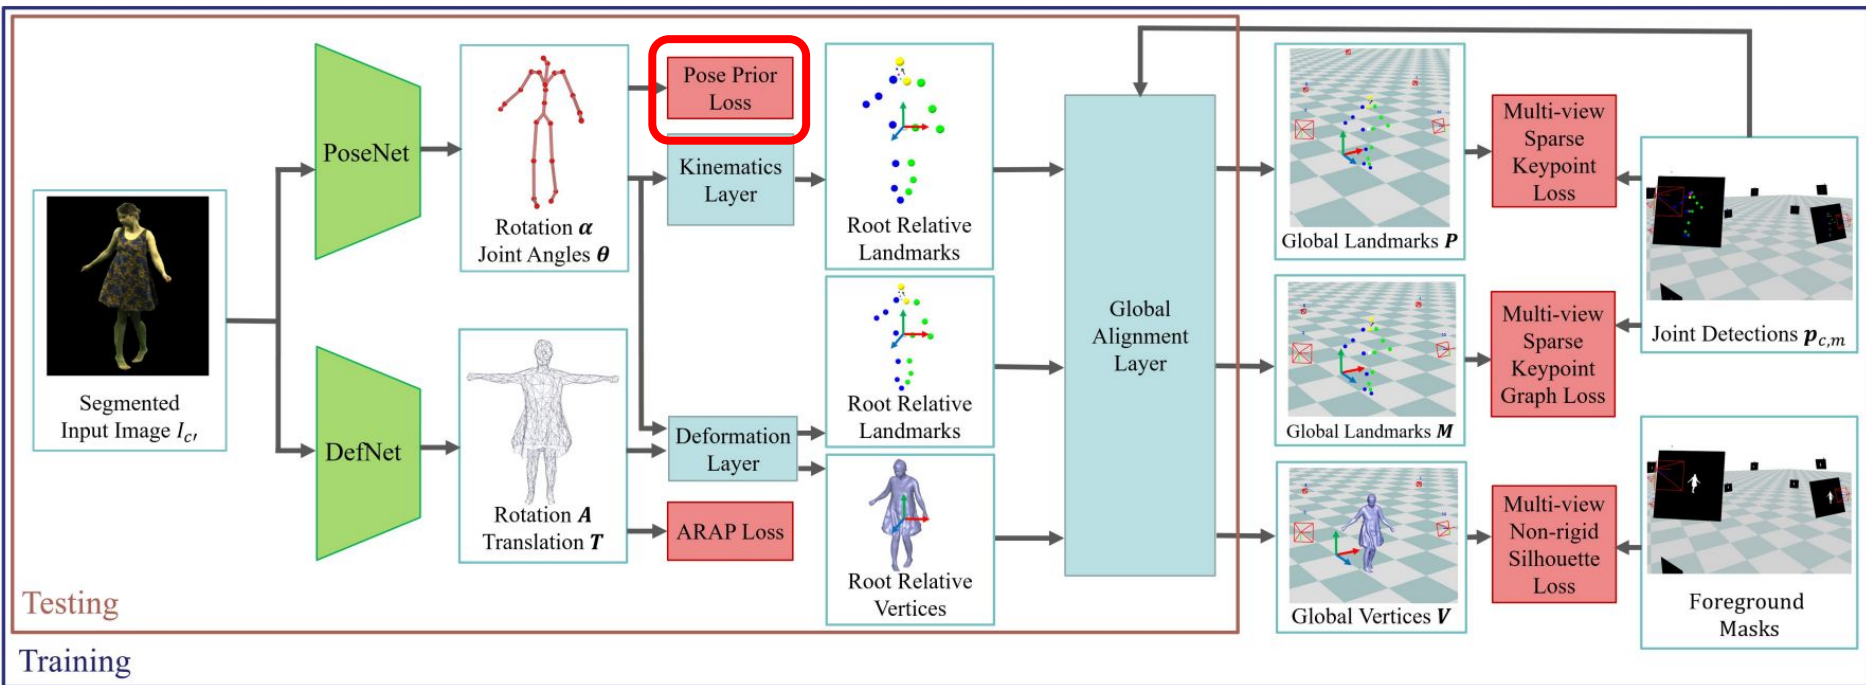 PoseNet
DefNet
Segmented
Input Image I_{c'}
Rotation α
Joint Angles θ
Rotation A
Translation T
Pose Prior
Loss
Kinematics
Layer
Deformation
Layer
ARAP Loss
Root Relative
Landmarks
Root Relative
Landmarks
Root Relative
Vertices
Global
Alignment
Layer
Global Landmarks P
Global Landmarks M
Global Vertices V
Multi-view
Sparse
Keypoint
Loss
Multi-view
Sparse
Keypoint
Graph Loss
Multi-view
Non-rigid
Silhouette
Loss
Joint Detections p_{c,m}
Foreground
Masks
Testing
Training